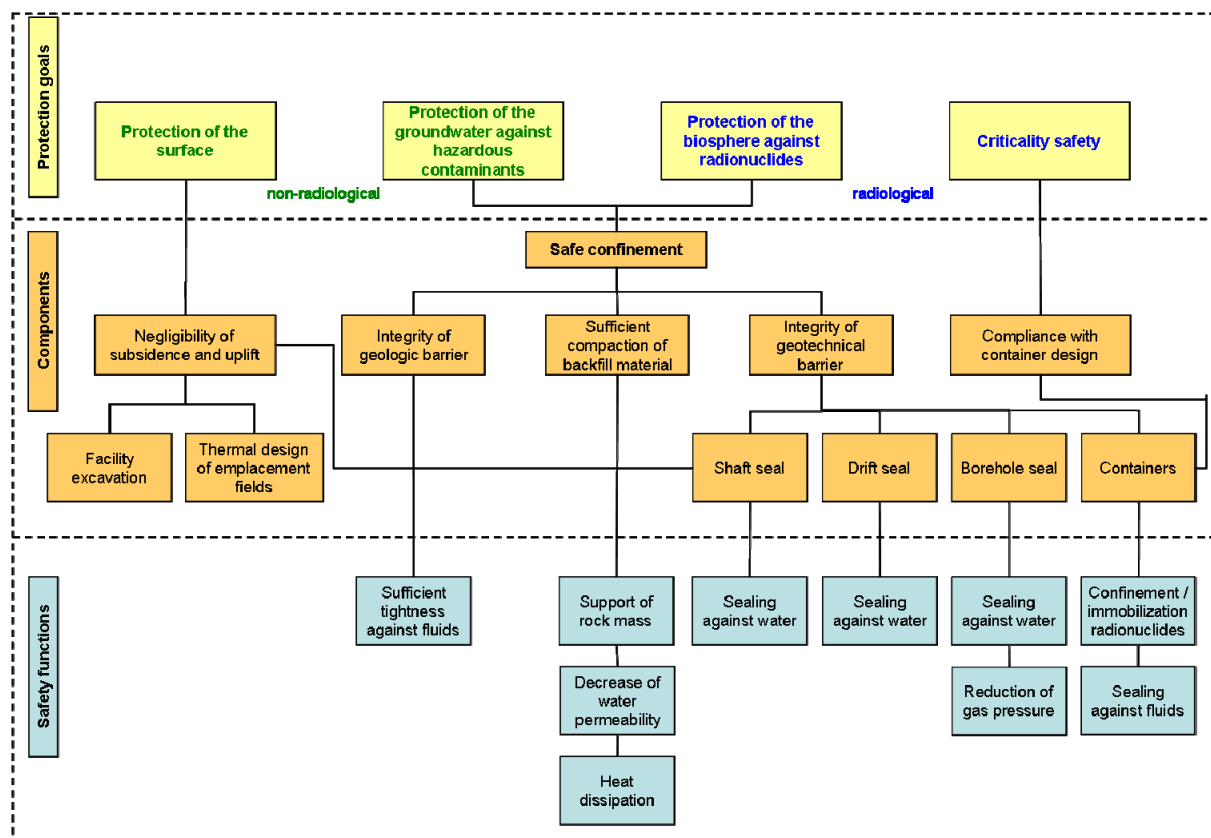 Protection goals
Protection of the
surface
Protection of the
groundwater against
hazardous
contaminants
Protection of the
biosphere against
radionuclides
Criticality safety
non-radiological
radiological
Components
Safe confinement
Negligibility of
subsidence and uplift
Integrity of
geologic barrier
Sufficient
compaction of
backfill material
Integrity of
geotechnical
barrier
Compliance with
container design
Facility
excavation
Thermal design
of emplacement
fields
Shaft seal
Drift seal
Borehole seal
Containers
Safety functions
Sufficient
tightness
against fluids
Support of
rock mass
Sealing
against water
Sealing
against water
Sealing
against water
Confinement /
immobilization
radionuclides
Decrease of
water
permeability
Reduction of
gas pressure
Sealing
against fluids
Heat
dissipation